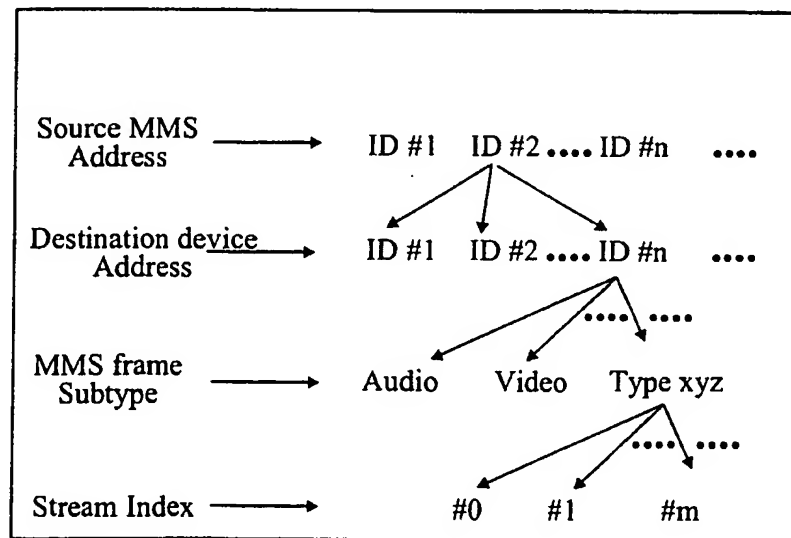 Source MMS
Address
ID #1 ID #2 .... ID #n ....
Destination device
Address
ID #1 ID #2 .... ID #n ....
.... ....
MMS frame
Subtype
Audio Video Type xyz
.... ....
Stream Index
#0 #1 #m